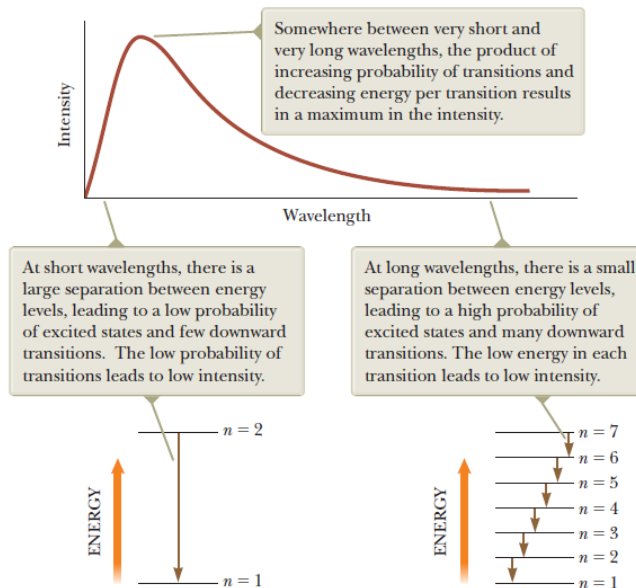 Somewhere between very short and
very long wavelengths, the product of
increasing probability of transitions and
decreasing energy per transition results
in a maximum in the intensity.
Intensity
Wavelength
At short wavelengths, there is a
large separation between energy
levels, leading to a low probability
of excited states and few downward
transitions. The low probability of
transitions leads to low intensity.
At long wavelengths, there is a small
separation between energy levels,
leading to a high probability of
excited states and many downward
transitions. The low energy in each
transition leads to low intensity.
ENERGY
n = 2
n = 1
ENERGY
n = 7
n = 6
n = 5
n = 4
n = 3
n = 2
n = 1